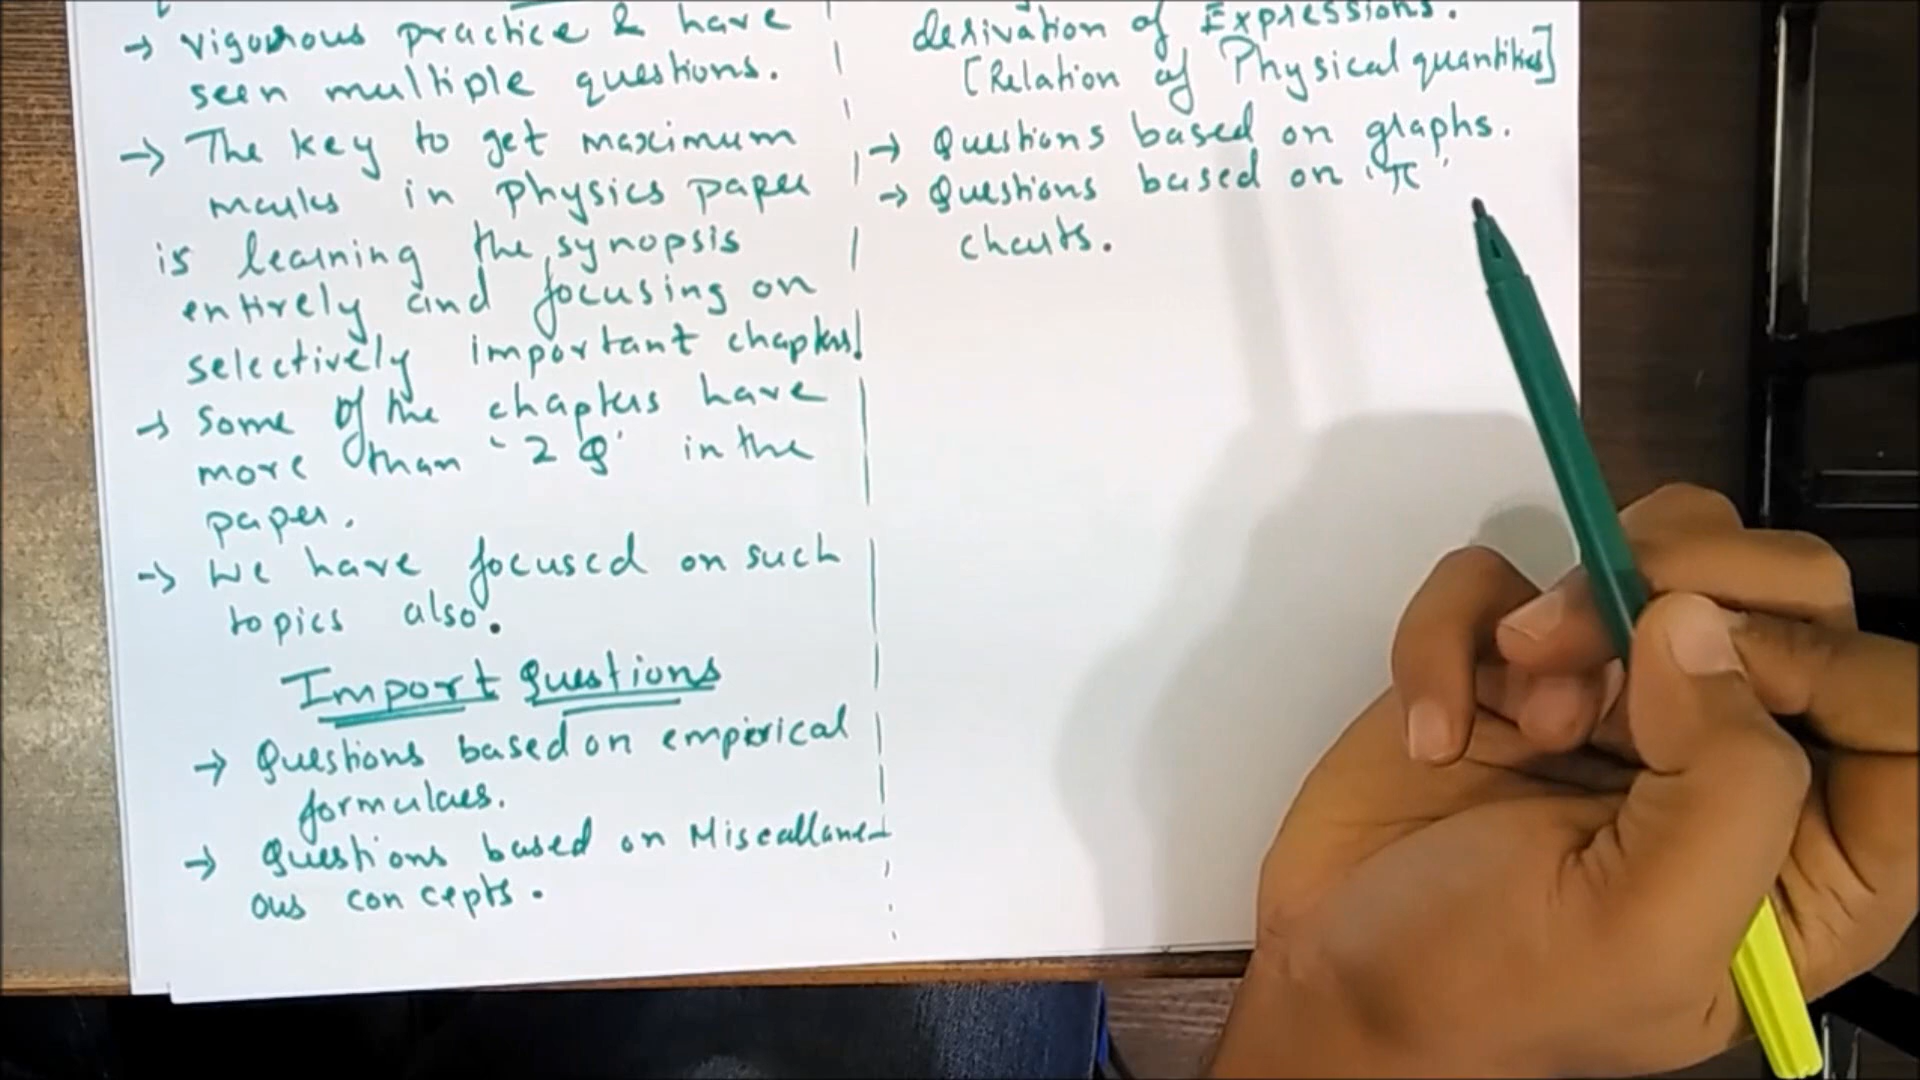 → vigourous practice & have
seen multiple questions.
→ The key to get maximum
marks in physics paper
is learning the synopsis
entirely and focusing on
selectively important chapters!
→ some of the chapters have
more than '2 Q' in the
paper.
→ We have focused on such
topics also.
Import Questions
→ Questions based on empirical
formulaes.
→ Questions based on Miscallane-
ous concepts.
derivation of Expressions.
[Relation of Physical quantities]
→ Questions based on graphs.
→ Questions based on 'π'
charts.